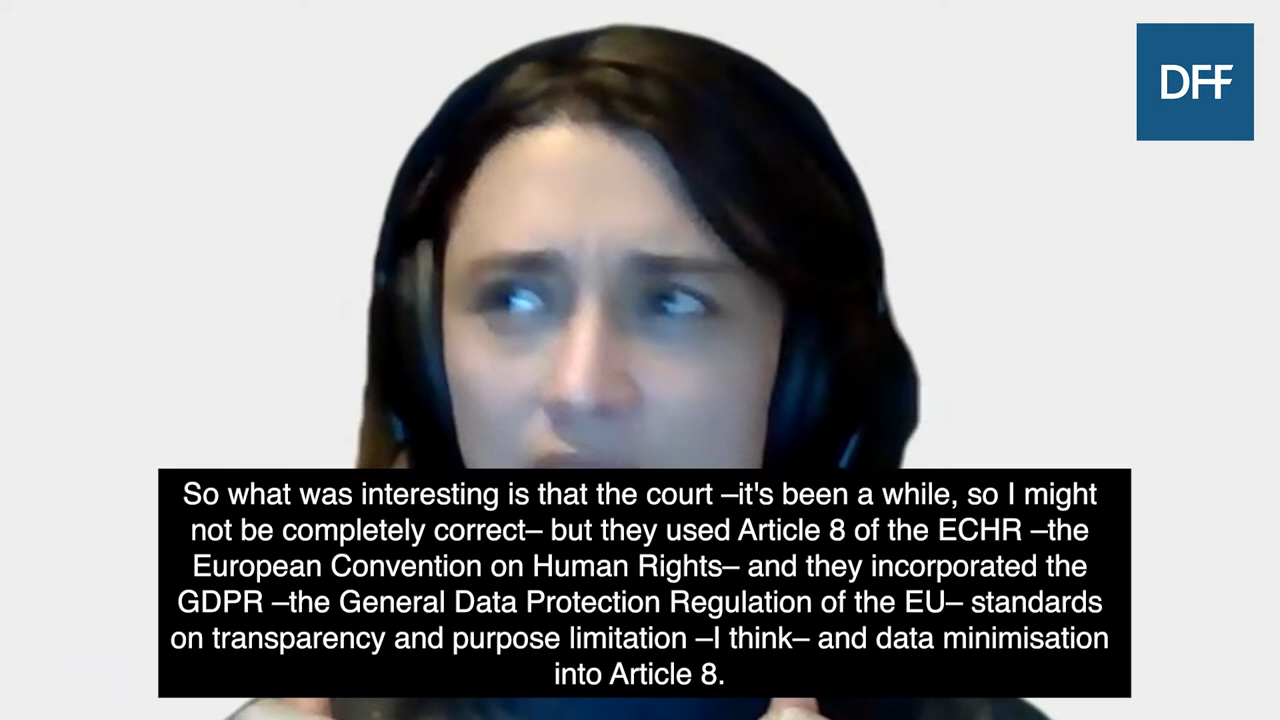 DFF
So what was interesting is that the court –it's been a while, so I might
not be completely correct– but they used Article 8 of the ECHR –the
European Convention on Human Rights– and they incorporated the
GDPR –the General Data Protection Regulation of the EU– standards
on transparency and purpose limitation –I think– and data minimisation
into Article 8.